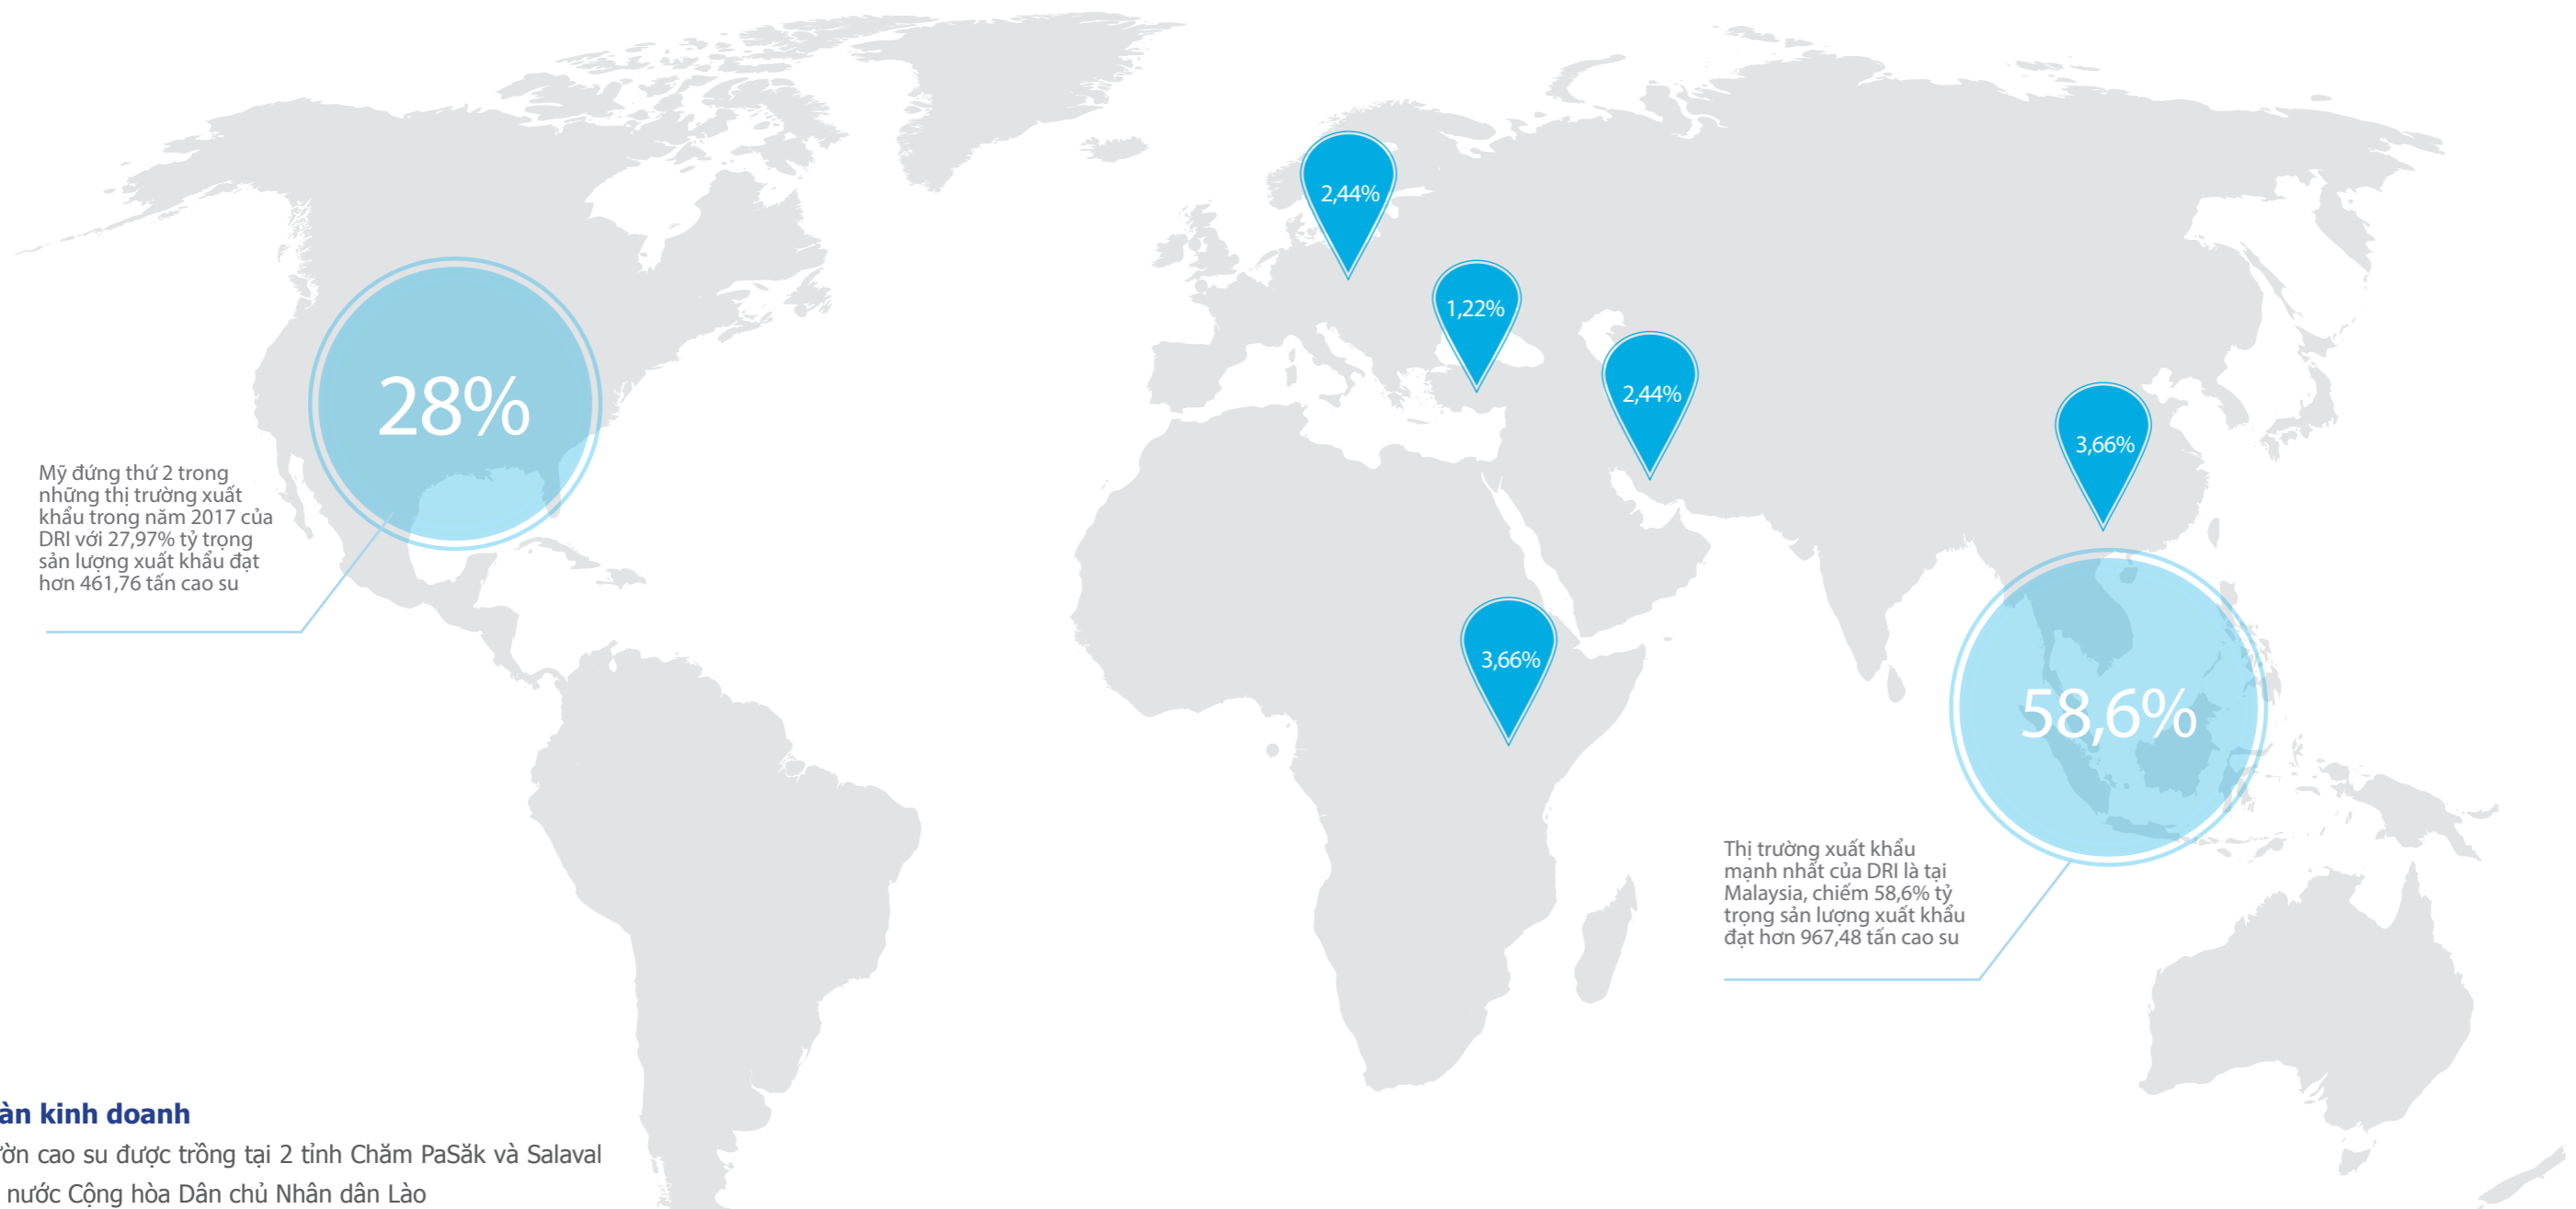 2,44%
1,22%
2,44%
28%
3,66%
Mỹ đứng thứ 2 trong
những thị trường xuất
khẩu trong năm 2017 của
DRI với 27,97% tỷ trọng
sản lượng xuất khẩu đạt
hơn 461,76 tấn cao su
3,66%
58,6%
Thị trường xuất khẩu
mạnh nhất của DRI là tại
Malaysia, chiếm 58,6% tỷ
trọng sản lượng xuất khẩu
đạt hơn 967,48 tấn cao su
kinh doanh
cao su được trồng tại 2 tỉnh Chăm PaSăk và Salaval
nước Cộng hòa Dân chủ Nhân dân Lào